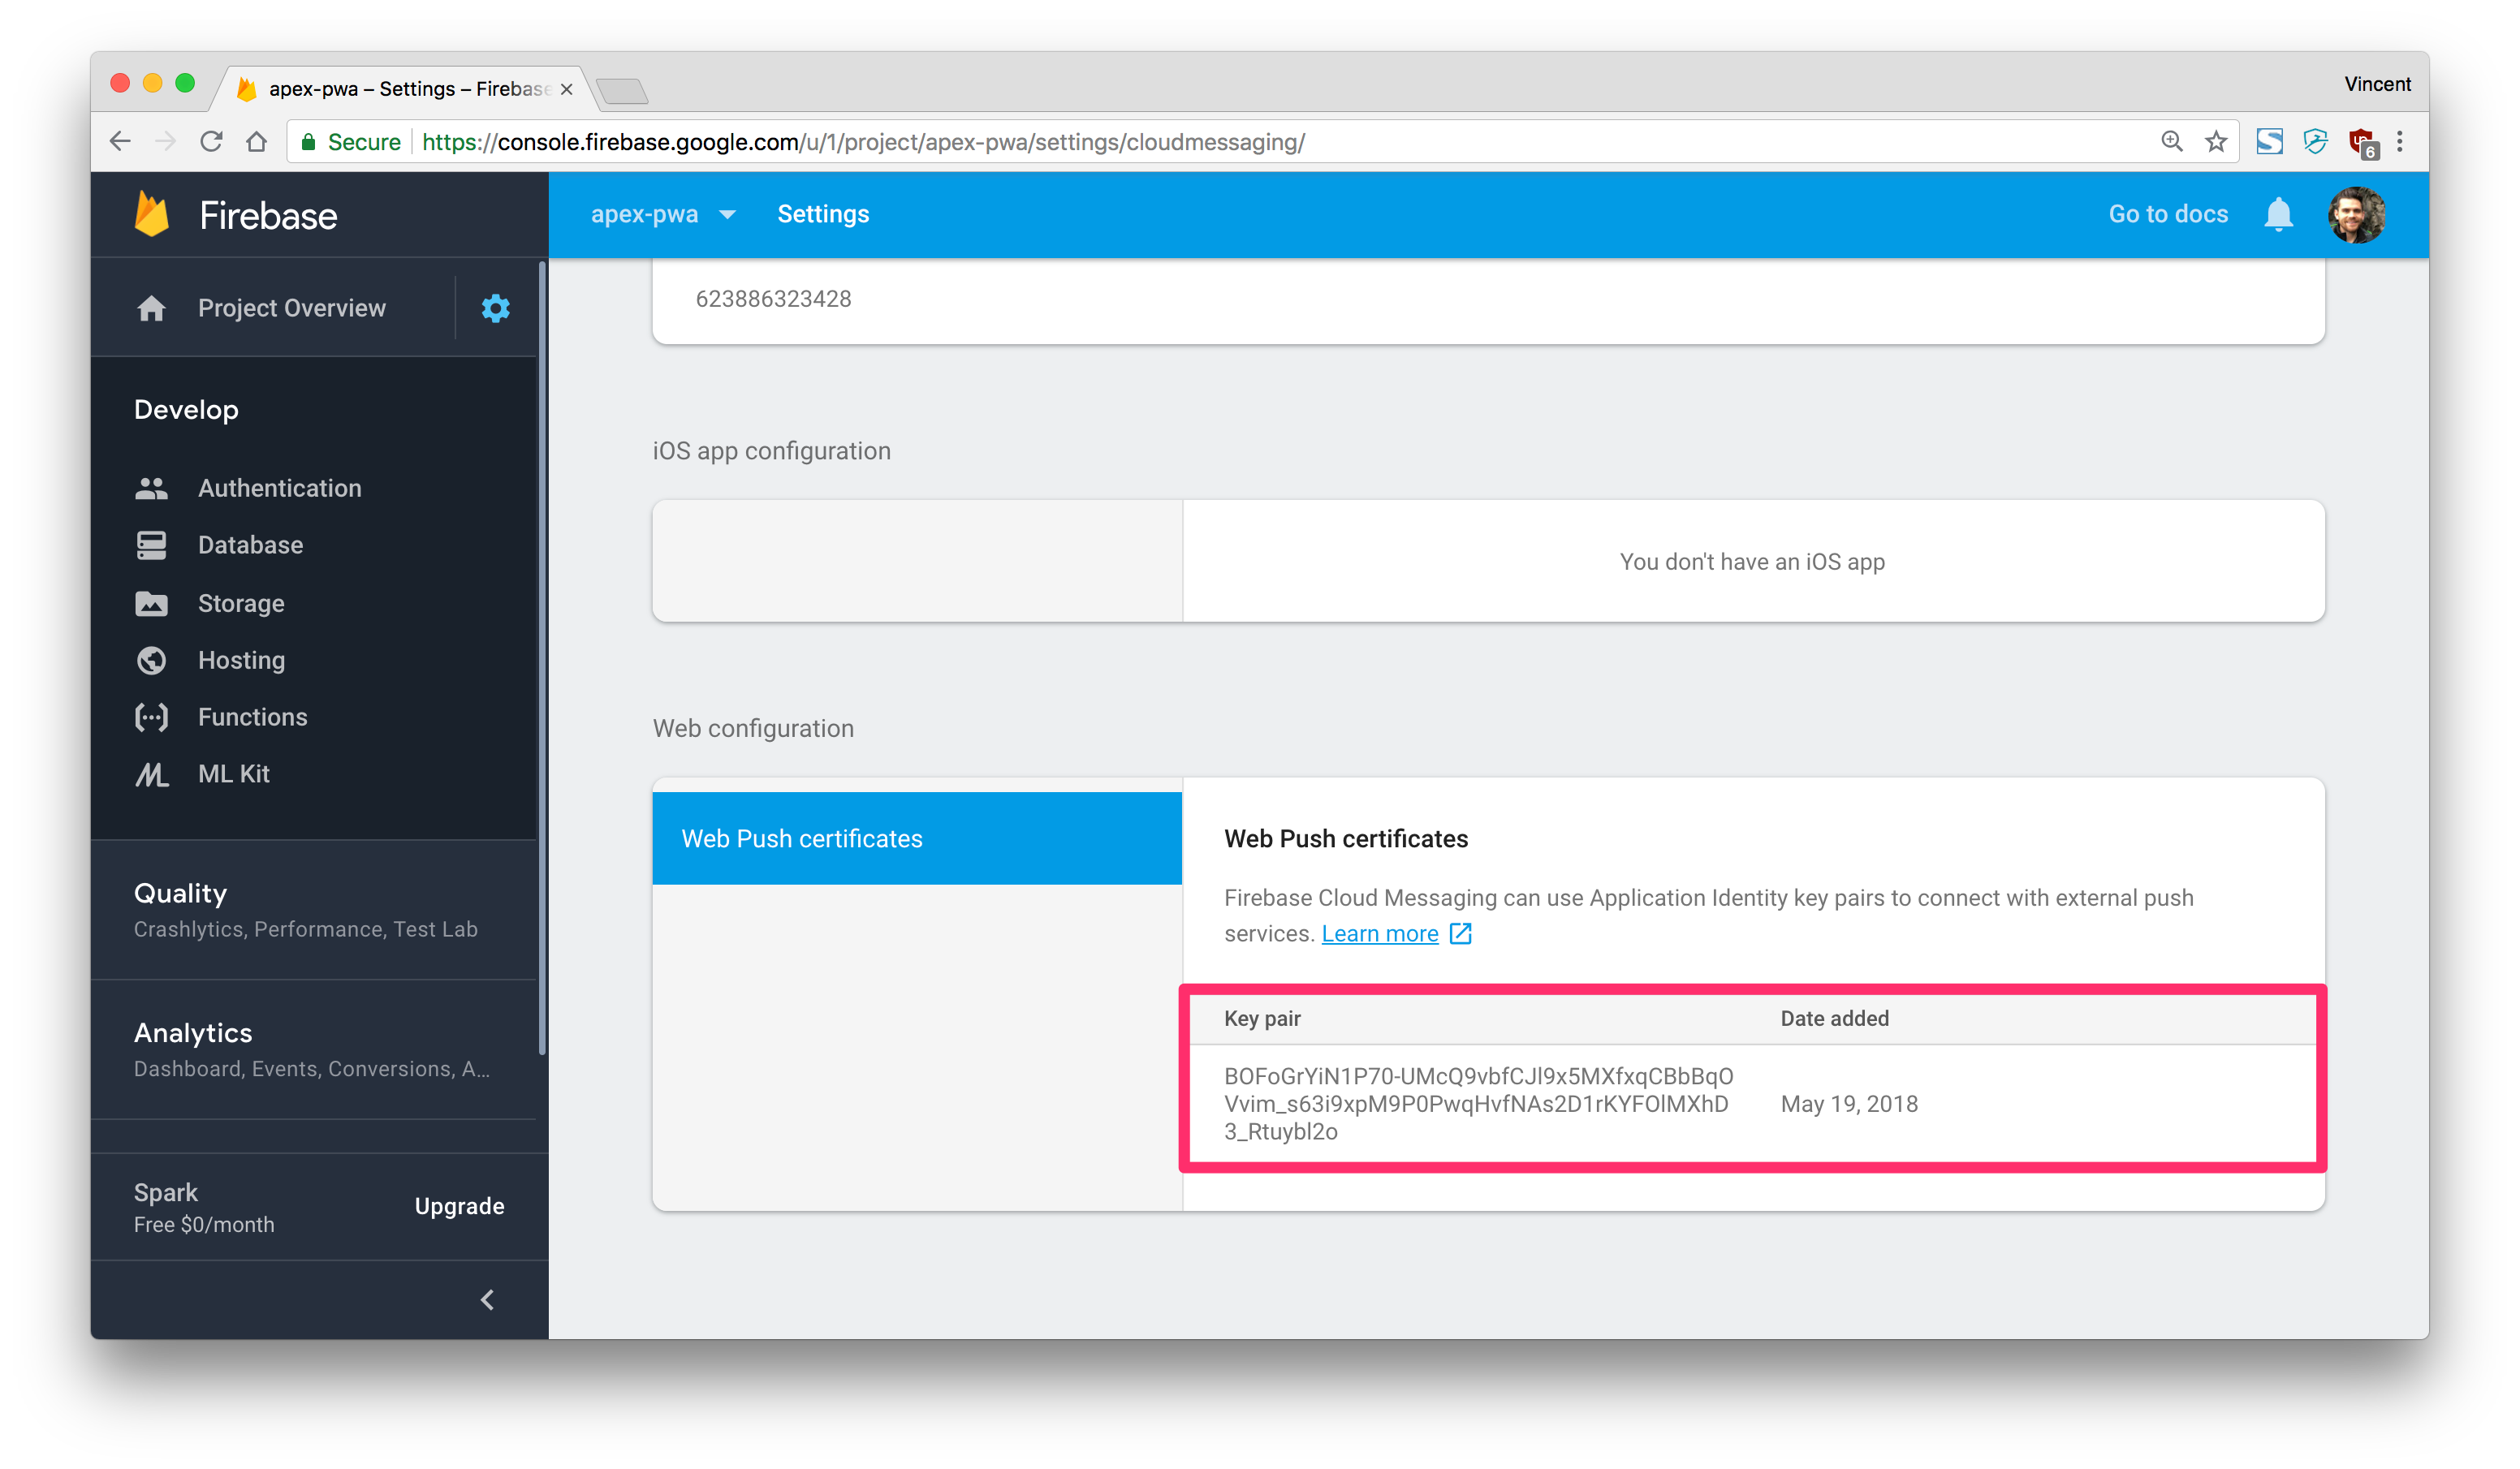 apex-pwa – Settings – Firebase
Vincent
Secure
https://console.firebase.google.com/u/1/project/apex-pwa/settings/cloudmessaging/
6
Firebase
apex-pwa
Settings
Go to docs
Project Overview
623886323428
Develop
Authentication
Database
Storage
Hosting
Functions
ML Kit
Quality
Crashlytics, Performance, Test Lab
Analytics
Dashboard, Events, Conversions, A...
Spark
Free $0/month
Upgrade
iOS app configuration
You don't have an iOS app
Web configuration
Web Push certificates
Web Push certificates
Firebase Cloud Messaging can use Application Identity key pairs to connect with external push
services. Learn more
Key pair
Date added
BOFoGrYiN1P70-UMcQ9vbfCJl9x5MXfxqCBbBqO
Vvim_s63i9xpM9P0PwqHvfNAs2D1rKYFOlMXhD
3_Rtuybl2o
May 19, 2018